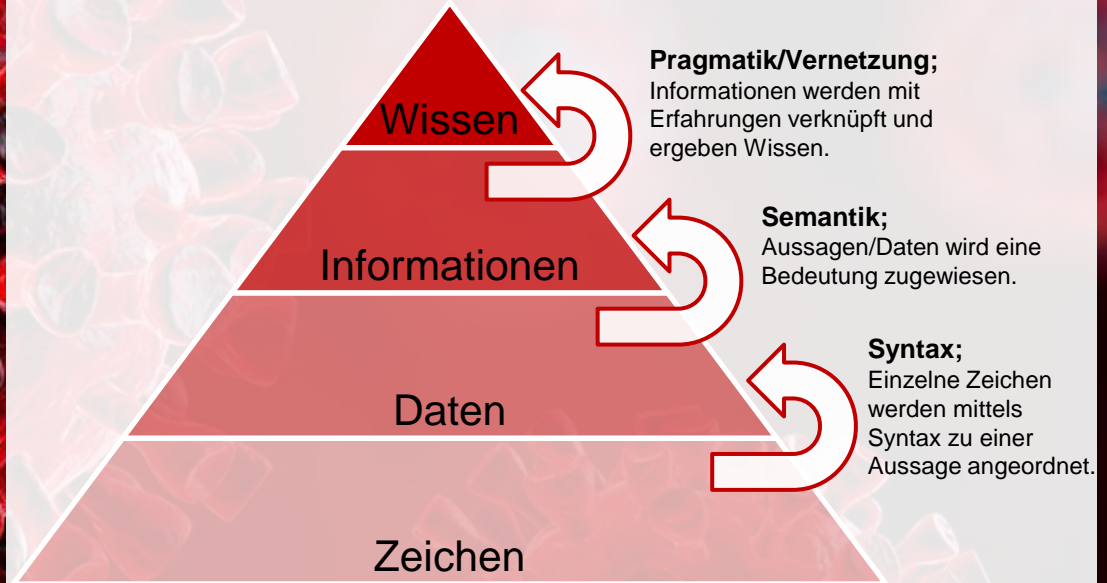 Wissen
Pragmatik/Vernetzung;
Informationen werden mit
Erfahrungen verknüpft und
ergeben Wissen.
Informationen
Semantik;
Aussagen/Daten wird eine
Bedeutung zugewiesen.
Daten
Syntax;
Einzelne Zeichen
werden mittels
Syntax zu einer
Aussage angeordnet.
Zeichen